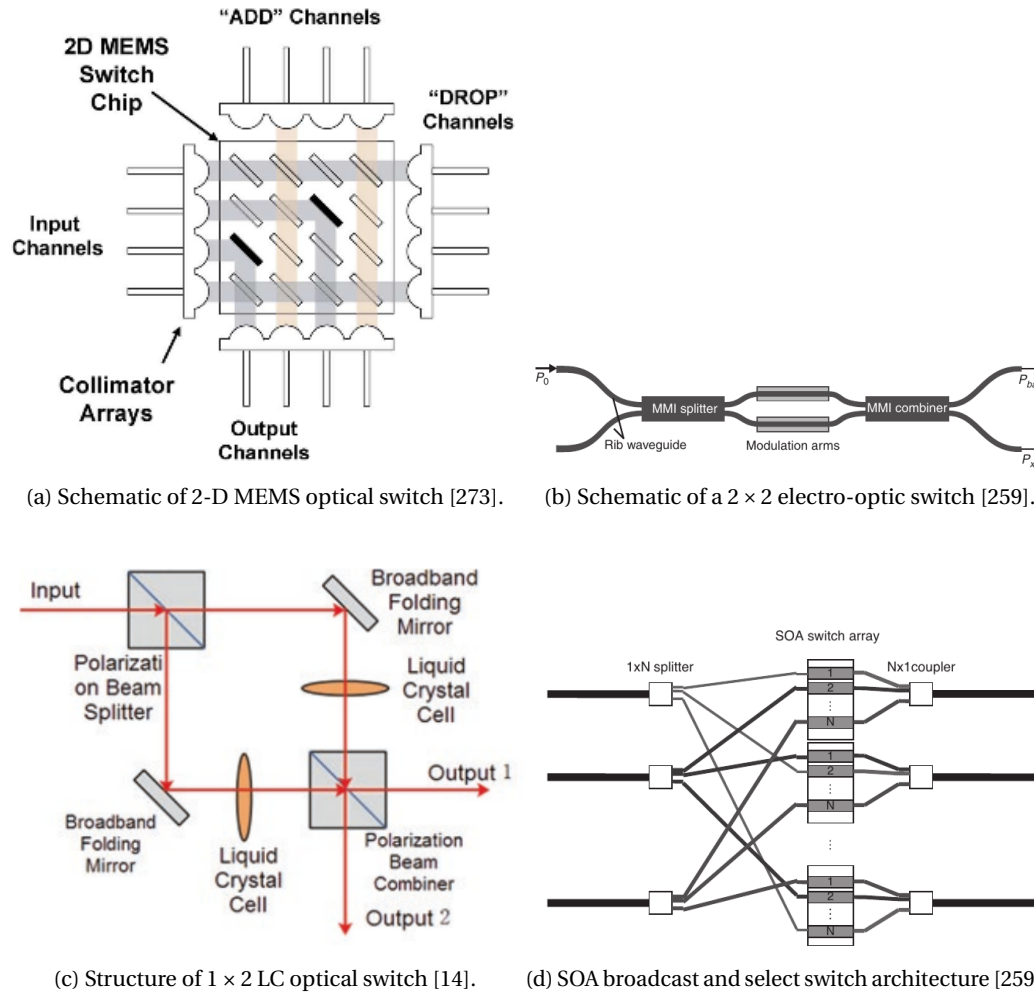 “ADD” Channels
2D MEMS
Switch
Chip
“DROP”
Channels
Input
Channels
Collimator
Arrays
Output
Channels
(a) Schematic of 2-D MEMS optical switch [273].
P0
MMI splitter
MMI combiner
Pba
Rib waveguide
Modulation arms
Px
(b) Schematic of a 2 × 2 electro-optic switch [259].
Input
Broadband
Folding
Mirror
Polarizati
on Beam
Splitter
Liquid
Crystal
Cell
Output 1
Broadband
Folding
Mirror
Liquid
Crystal
Cell
Polarization
Beam
Combiner
Output 2
(c) Structure of 1 × 2 LC optical switch [14].
SOA switch array
1xN splitter
Nx1coupler
1
2
⋮
N
1
2
⋮
N
⋮
1
2
⋮
N
(d) SOA broadcast and select switch architecture [259